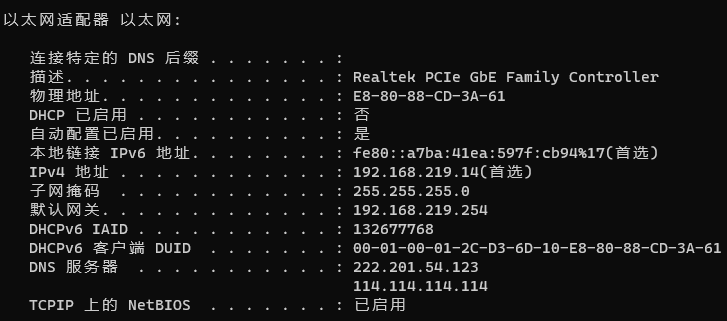 以太网适配器 以太网:
连接特定的 DNS 后缀 . . . . . . . :
描述. . . . . . . . . . . . . . . : Realtek PCIe GbE Family Controller
物理地址. . . . . . . . . . . . . : E8-80-88-CD-3A-61
DHCP 已启用 . . . . . . . . . . . : 否
自动配置已启用. . . . . . . . . . : 是
本地链接 IPv6 地址. . . . . . . . : fe80::a7ba:41ea:597f:cb94%17(首选)
IPv4 地址 . . . . . . . . . . . . : 192.168.219.14(首选)
子网掩码  . . . . . . . . . . . . : 255.255.255.0
默认网关. . . . . . . . . . . . . : 192.168.219.254
DHCPv6 IAID . . . . . . . . . . . : 132677768
DHCPv6 客户端 DUID  . . . . . . . : 00-01-00-01-2C-D3-6D-10-E8-80-88-CD-3A-61
DNS 服务器  . . . . . . . . . . . : 222.201.54.123
114.114.114.114
TCPIP 上的 NetBIOS  . . . . . . . : 已启用